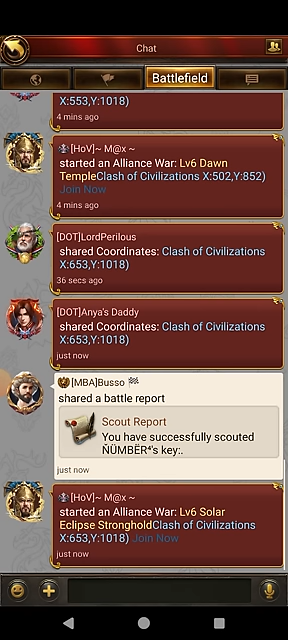 Chat
Battlefield
X:553,Y:1018)
4 mins ago
[HoV]~ M@x ~
started an Alliance War: Lv6 Dawn
TempleClash of Civilizations X:502,Y:852)
Join Now
4 mins ago
[DOT]LordPerilous
shared Coordinates: Clash of Civilizations
X:653,Y:1018)
36 secs ago
[DOT]Anya's Daddy
shared Coordinates: Clash of Civilizations
X:653,Y:1018)
just now
[MBA]Busso 🏁
shared a battle report
Scout Report
You have successfully scouted
ÑÜMBËR⁴'s key:.
just now
[HoV]~ M@x ~
started an Alliance War: Lv6 Solar
Eclipse StrongholdClash of Civilizations
X:653,Y:1018) Join Now
just now